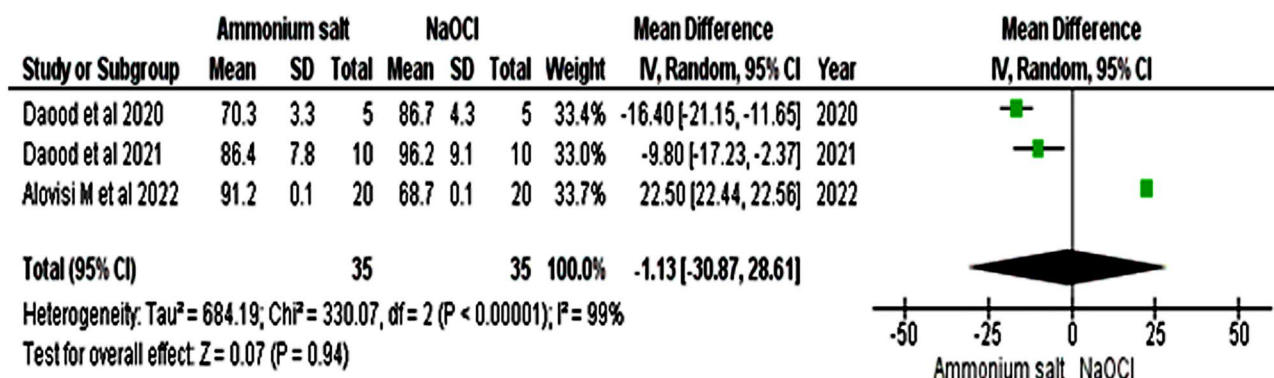 Ammonium salt NaOCl Mean Difference Mean Difference
Study or Subgroup Mean SD Total Mean SD Total Weight IV, Random, 95% CI Year IV, Random, 95% CI
Daood et al 2020 70.3 3.3 5 86.7 4.3 5 33.4% -16.40 [-21.15, -11.65] 2020
Daood et al 2021 86.4 7.8 10 96.2 9.1 10 33.0% -9.80 [-17.23, -2.37] 2021
Alovisi M et al 2022 91.2 0.1 20 68.7 0.1 20 33.7% 22.50 [22.44, 22.56] 2022
Total (95% CI) 35 35 100.0% -1.13 [-30.87, 28.61]
Heterogeneity: Tau² = 684.19; Chi² = 330.07, df = 2 (P < 0.00001); I² = 99%
Test for overall effect: Z = 0.07 (P = 0.94)
-50 -25 0 25 50
Ammonium salt NaOCl